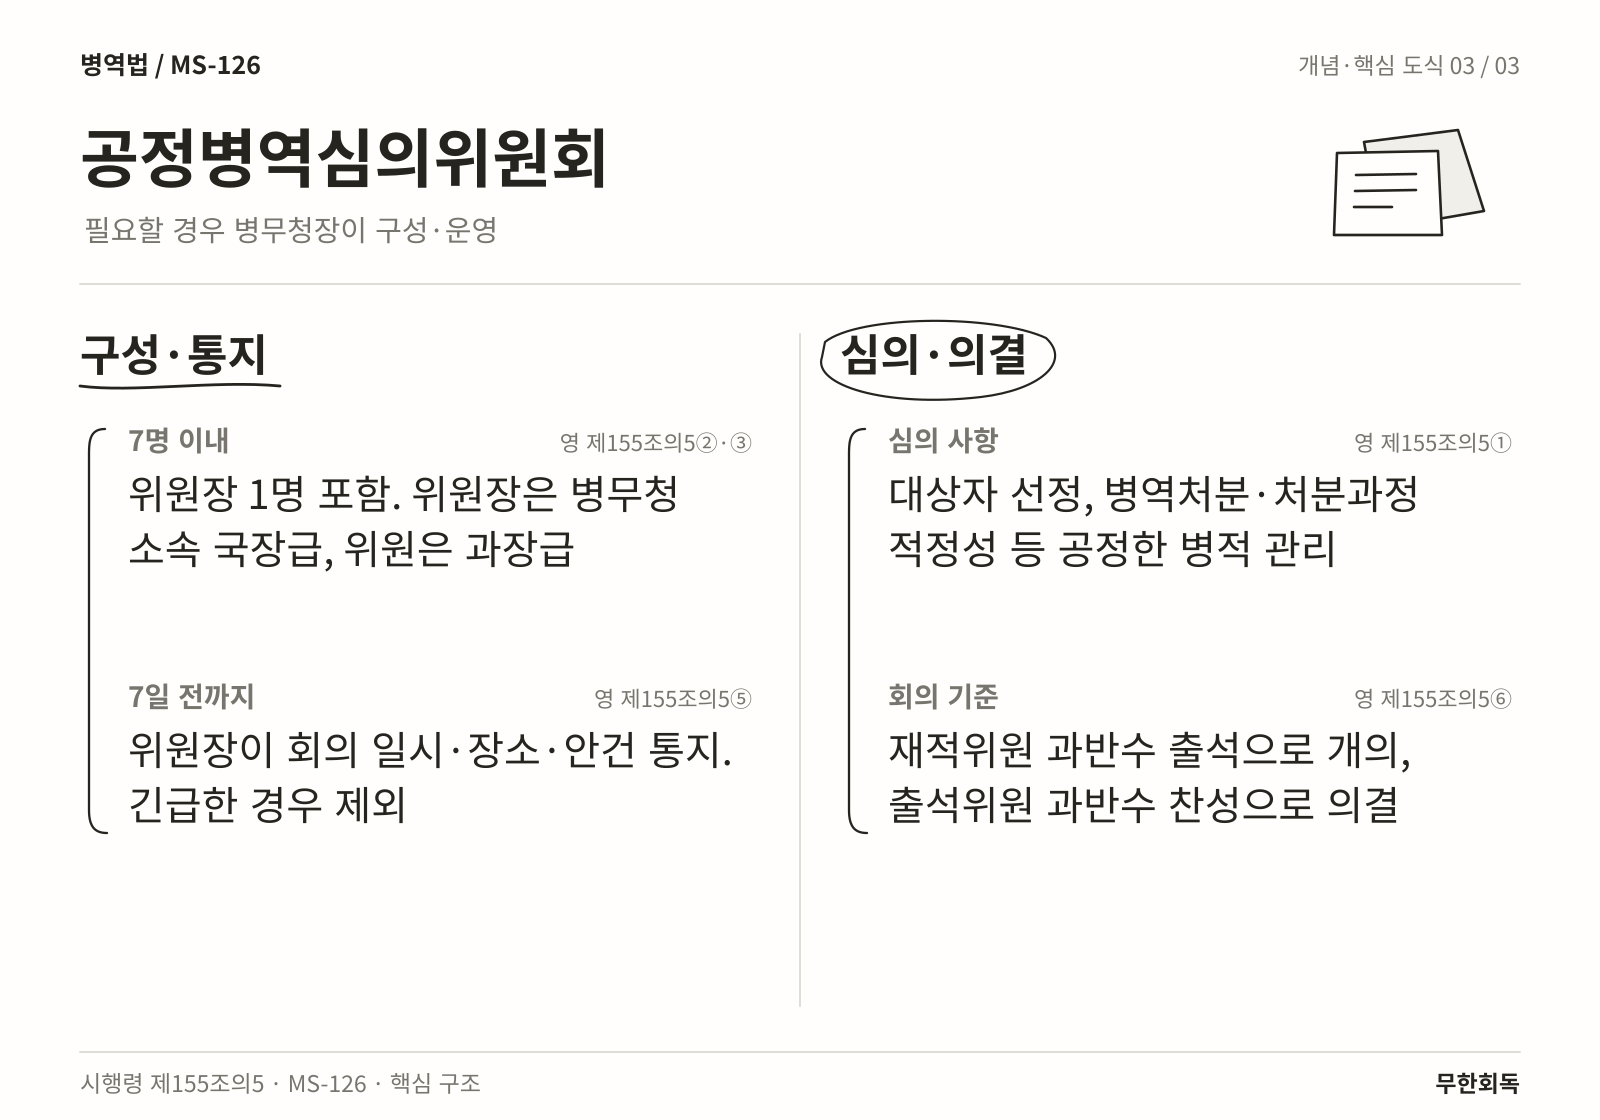 병역법 / MS-126
개념·핵심 도식 03 / 03
공정병역심의위원회
필요할 경우 병무청장이 구성·운영
구성·통지
7명 이내
영 제155조의5②·③
위원장 1명 포함. 위원장은 병무청
소속 국장급, 위원은 과장급
7일 전까지
영 제155조의5⑤
위원장이 회의 일시·장소·안건 통지.
긴급한 경우 제외
심의·의결
심의 사항
영 제155조의5①
대상자 선정, 병역처분·처분과정
적정성 등 공정한 병적 관리
회의 기준
영 제155조의5⑥
재적위원 과반수 출석으로 개의,
출석위원 과반수 찬성으로 의결
시행령 제155조의5 · MS-126 · 핵심 구조
무한회독